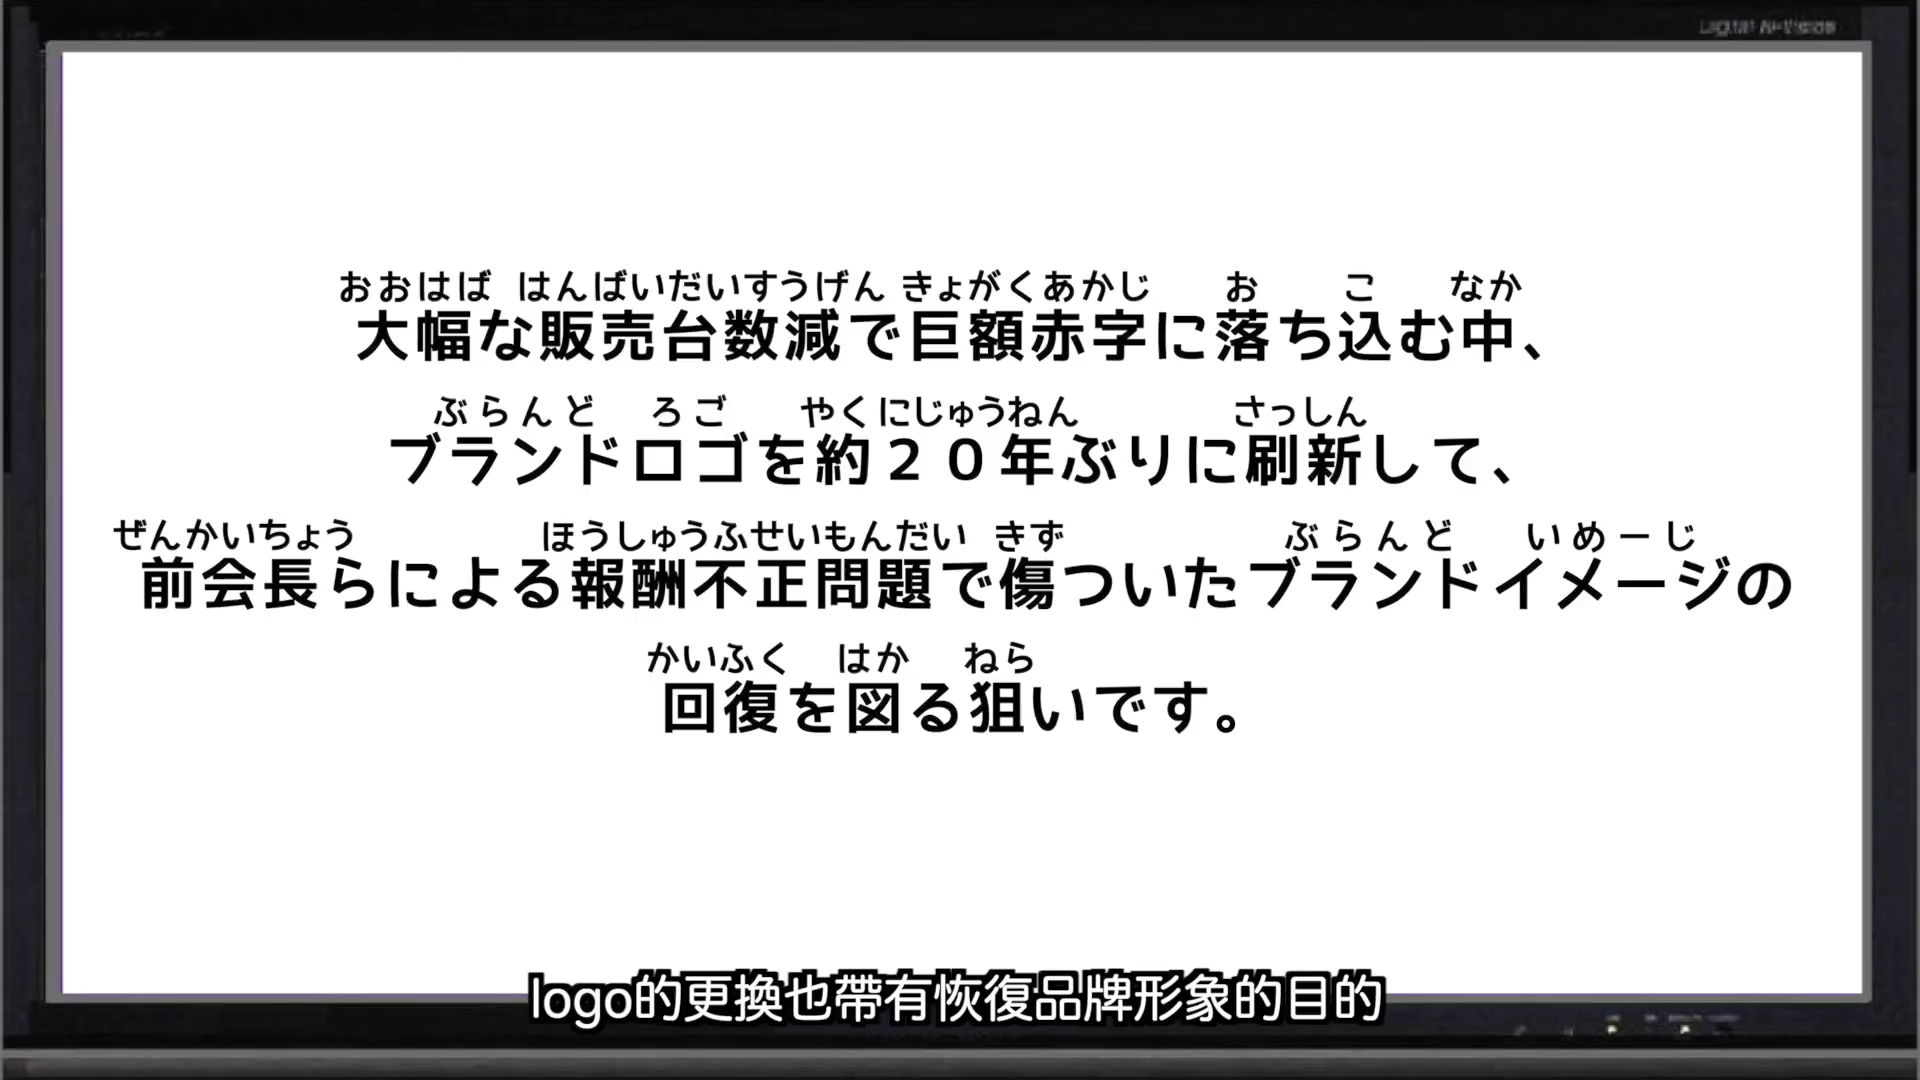 おおはば はんばいだいすうげん きょがくあかじ お こ なか
大幅な販売台数減で巨額赤字に落ち込む中、
ぶらんど ろご やくにじゅうねん さっしん
ブランドロゴを約２０年ぶりに刷新して、
ぜんかいちょう ほうしゅうふせいもんだい きず ぶらんど いめーじ
前会長らによる報酬不正問題で傷ついたブランドイメージの
かいふく はか ねら
回復を図る狙いです。
logo的更換也帶有恢復品牌形象的目的